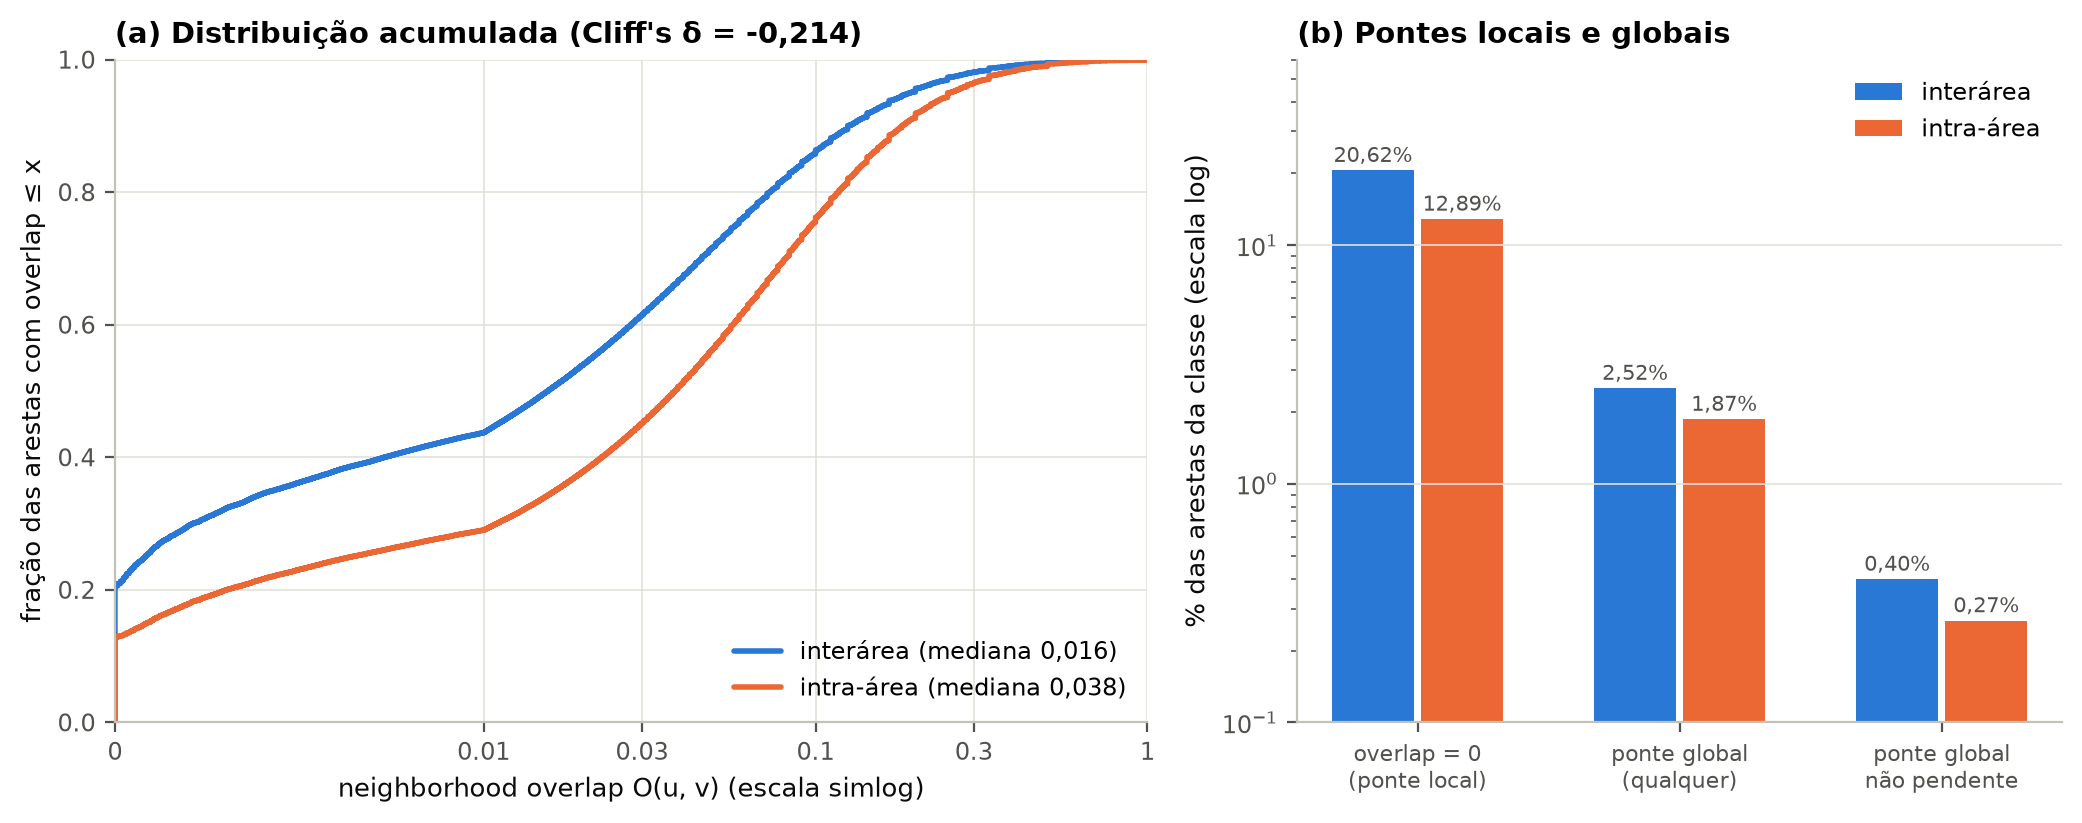 (a) Distribuição acumulada (Cliff's δ = -0,214)
fração das arestas com overlap ≤ x
1.0
0.8
0.6
0.4
0.2
0.0
0
0.01
0.03
0.1
0.3
1
neighborhood overlap O(u, v) (escala simlog)
interárea (mediana 0,016)
intra-área (mediana 0,038)
(b) Pontes locais e globais
% das arestas da classe (escala log)
10¹
10⁰
10⁻¹
interárea
intra-área
20,62%
12,89%
2,52%
1,87%
0,40%
0,27%
overlap = 0
(ponte local)
ponte global
(qualquer)
ponte global
não pendente